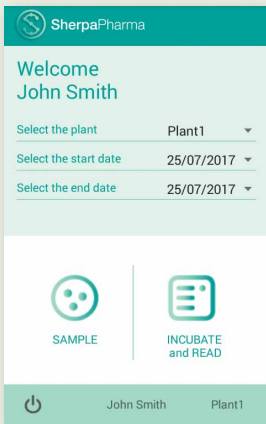 SherpaPharma
Welcome
John Smith
Select the plant Plant1
Select the start date 25/07/2017
Select the end date 25/07/2017
SAMPLE
INCUBATE
and READ
John Smith Plant1